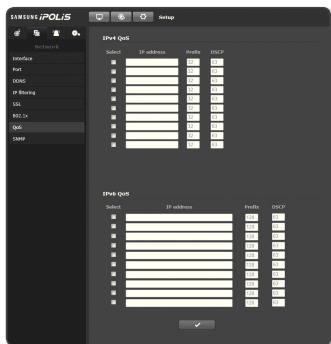 SAMSUNG iPOLiS
Setup
Network
Interface
Port
DDNS
IP filtering
SSL
802.1x
QoS
SNMP
IPv4 QoS
Select IP address Prefix DSCP
32 63
32 63
32 63
32 63
32 63
32 63
32 63
32 63
32 63
32 63
IPv6 QoS
Select IP address Prefix DSCP
128 63
128 63
128 63
128 63
128 63
128 63
128 63
128 63
128 63
128 63